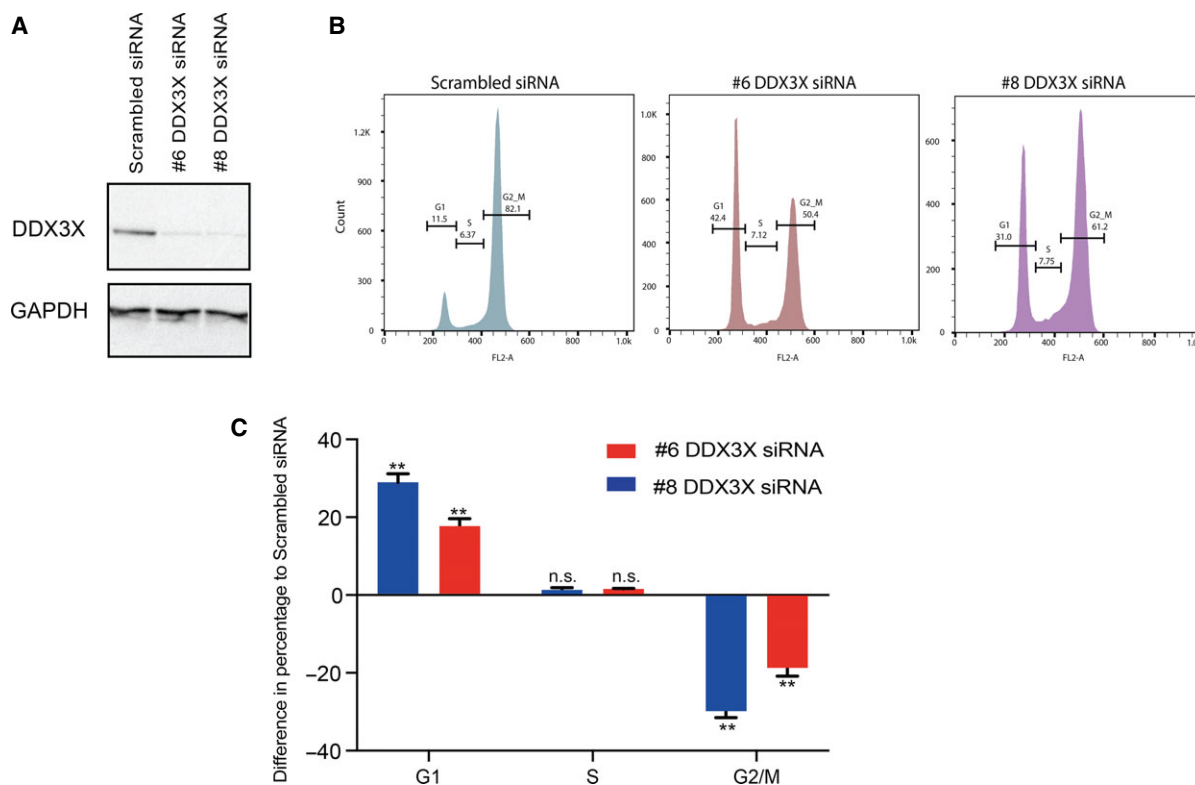 A
Scrambled siRNA
#6 DDX3X siRNA
#8 DDX3X siRNA
DDX3X
GAPDH
B
Scrambled siRNA
1.2K
900
600
300
0
Count
G1
11.5
S
6.37
G2_M
82.1
0 200 400 600 800 1.0K
FL2-A
#6 DDX3X siRNA
1.0K
800
600
400
200
0
G1
42.4
S
7.12
G2_M
50.4
0 200 400 600 800 1.0K
FL2-A
#8 DDX3X siRNA
600
400
200
0
G1
31.0
S
7.75
G2_M
61.2
0 200 400 600 800 1.0K
FL2-A
C
Difference in percentage to Scrambled siRNA
40
20
0
−20
−40
#6 DDX3X siRNA
#8 DDX3X siRNA
** **
n.s. n.s.
** **
G1 S G2/M